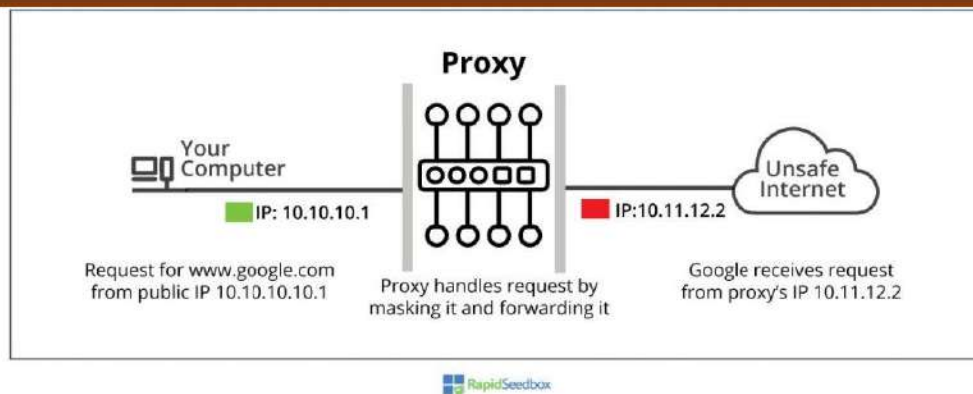 Proxy
Your
Computer
IP: 10.10.10.1
Request for www.google.com
from public IP 10.10.10.10.1
Proxy handles request by
masking it and forwarding it
Unsafe
Internet
IP:10.11.12.2
Google receives request
from proxy's IP 10.11.12.2
RapidSeedbox